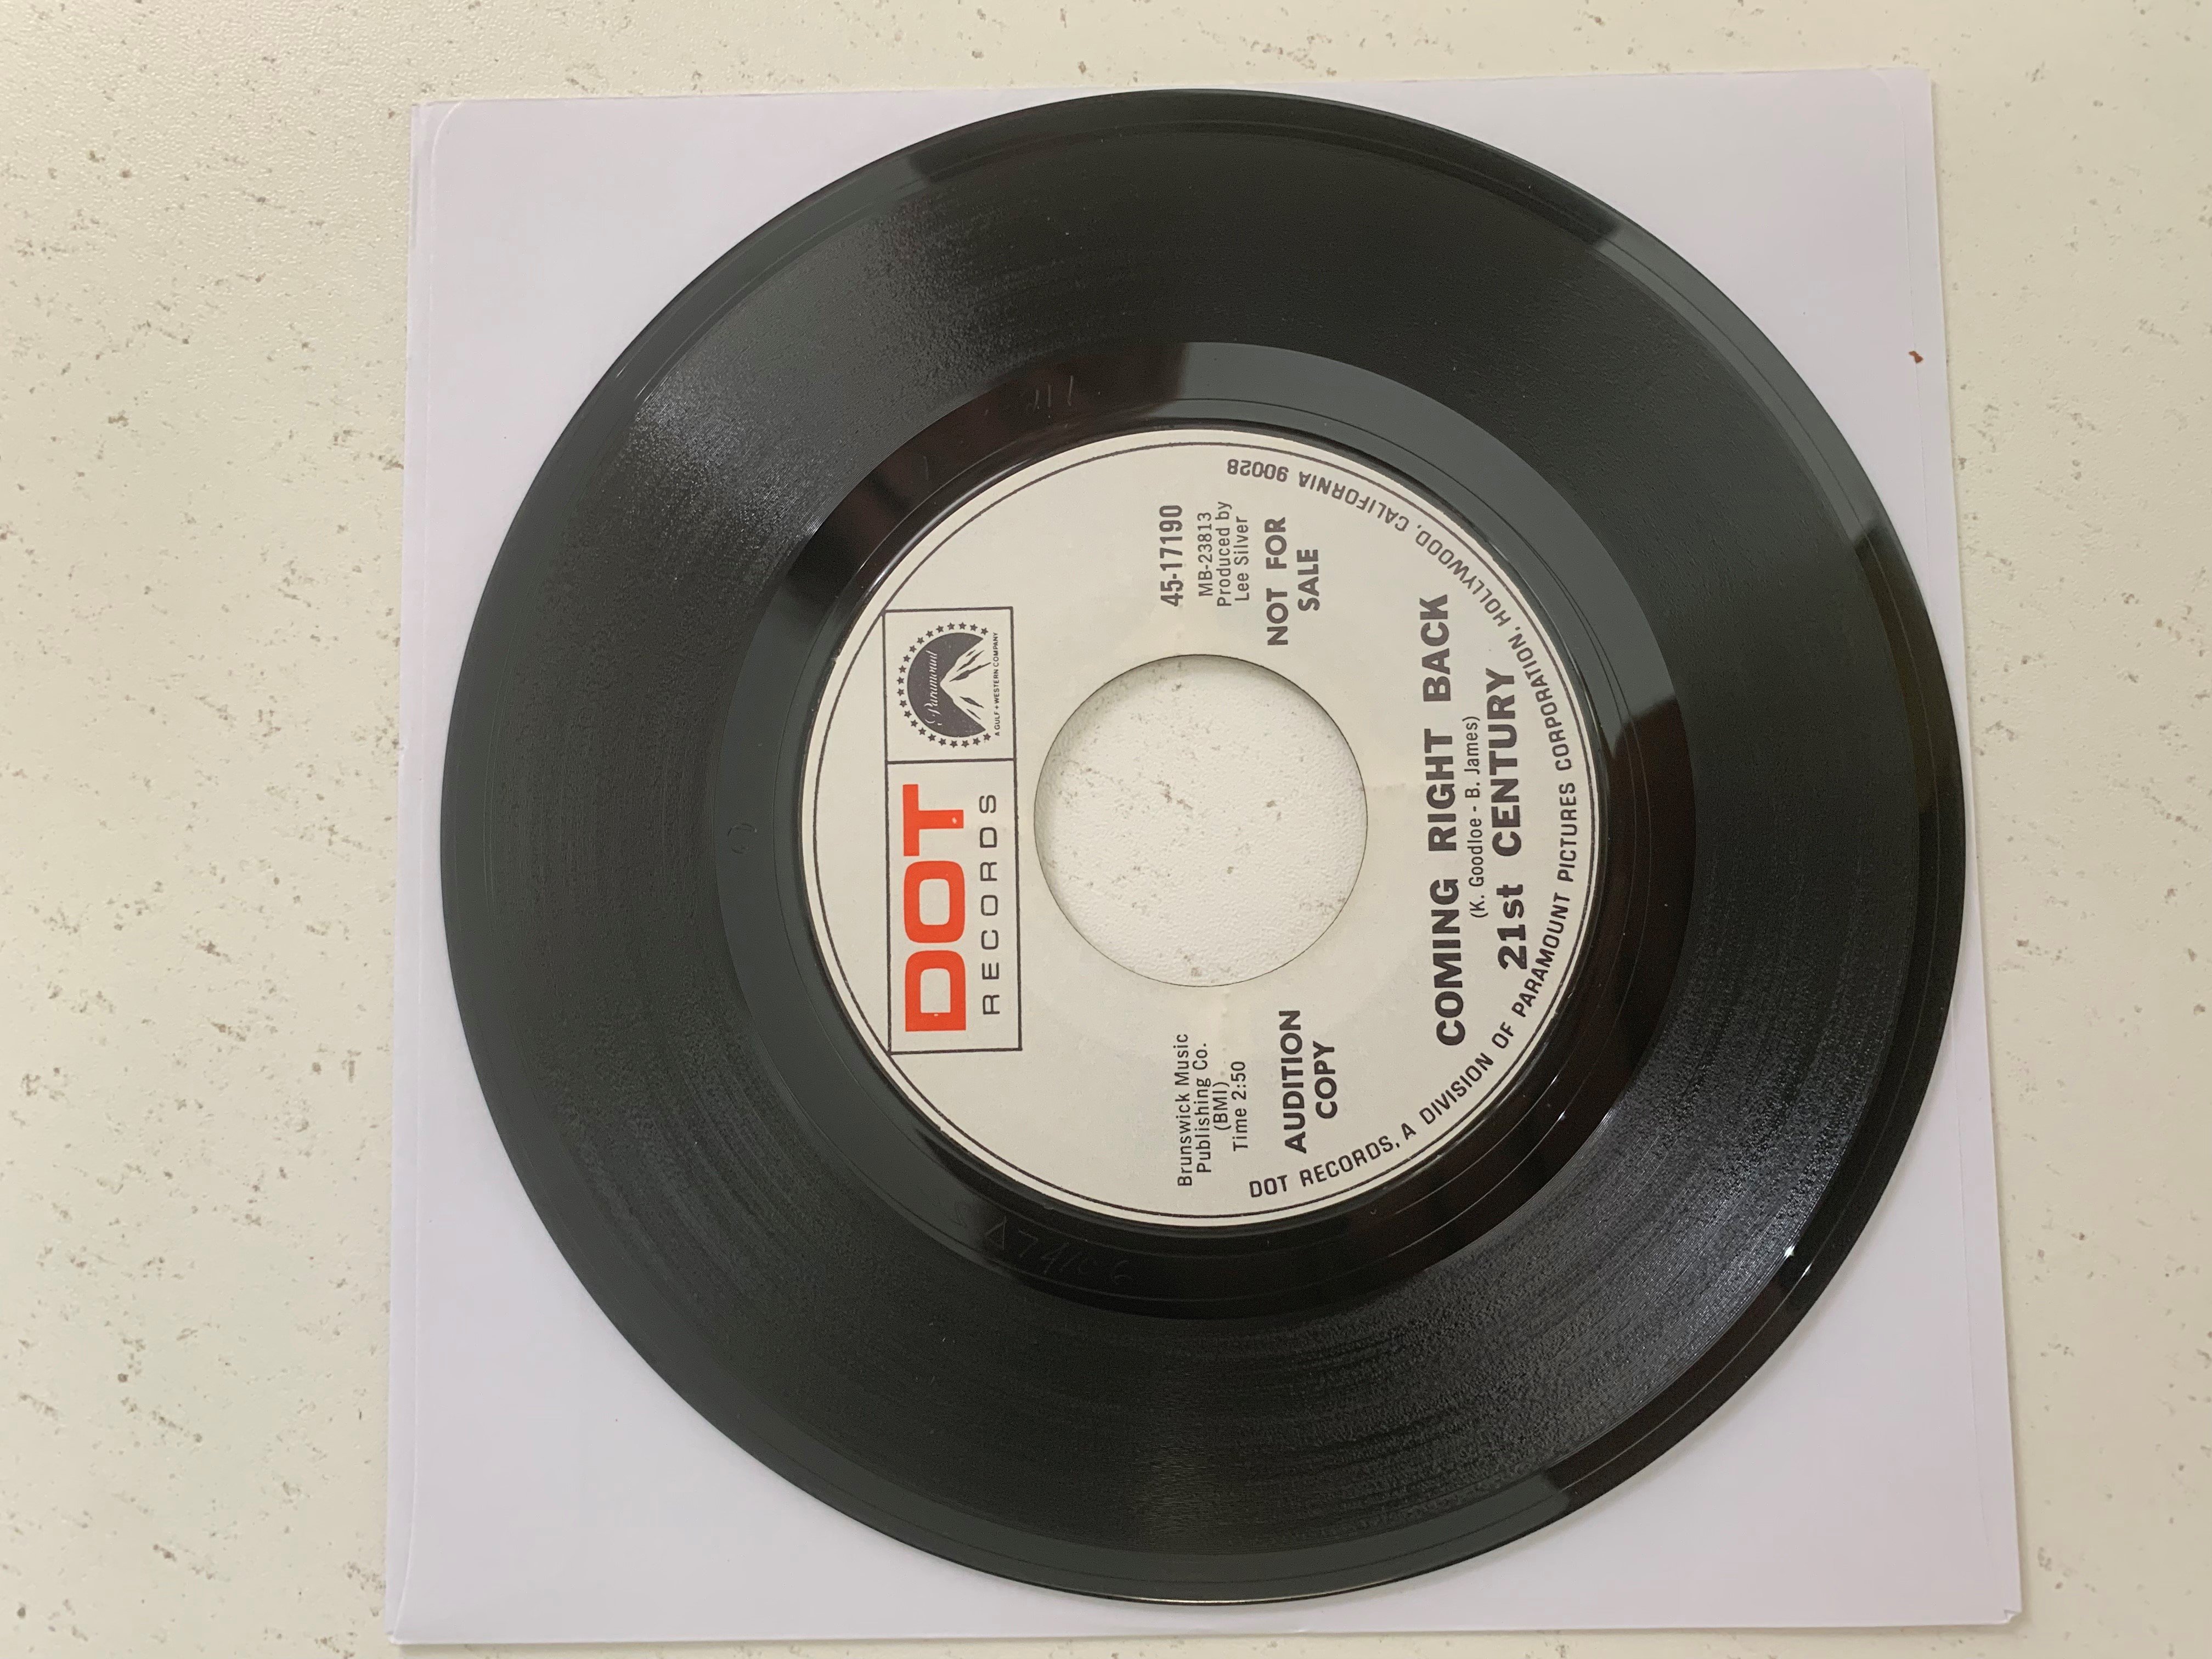 DOT
RECORDS
Paramount
A GULF+WESTERN COMPANY
Brunswick Music
Publishing Co.
(BMI)
Time 2:50
AUDITION
COPY
45-17190
MB-23813
Produced by
Lee Silver
NOT FOR
SALE
COMING RIGHT BACK
(K. Goodloe - B. James)
21st CENTURY
DOT RECORDS, A DIVISION OF PARAMOUNT PICTURES CORPORATION, HOLLYWOOD, CALIFORNIA 90028